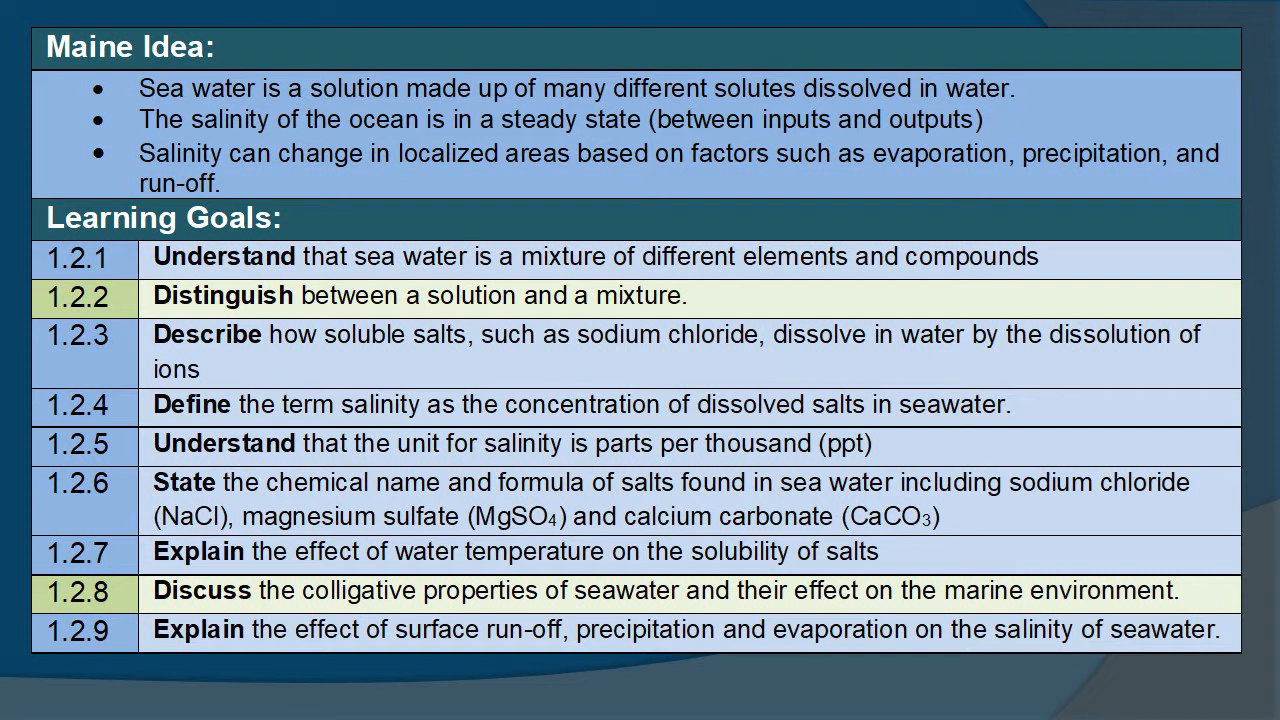 Maine Idea:
• Sea water is a solution made up of many different solutes dissolved in water.
• The salinity of the ocean is in a steady state (between inputs and outputs)
• Salinity can change in localized areas based on factors such as evaporation, precipitation, and
run-off.
Learning Goals:
1.2.1 Understand that sea water is a mixture of different elements and compounds
1.2.2 Distinguish between a solution and a mixture.
1.2.3 Describe how soluble salts, such as sodium chloride, dissolve in water by the dissolution of
ions
1.2.4 Define the term salinity as the concentration of dissolved salts in seawater.
1.2.5 Understand that the unit for salinity is parts per thousand (ppt)
1.2.6 State the chemical name and formula of salts found in sea water including sodium chloride
(NaCl), magnesium sulfate (MgSO₄) and calcium carbonate (CaCO₃)
1.2.7 Explain the effect of water temperature on the solubility of salts
1.2.8 Discuss the colligative properties of seawater and their effect on the marine environment.
1.2.9 Explain the effect of surface run-off, precipitation and evaporation on the salinity of seawater.